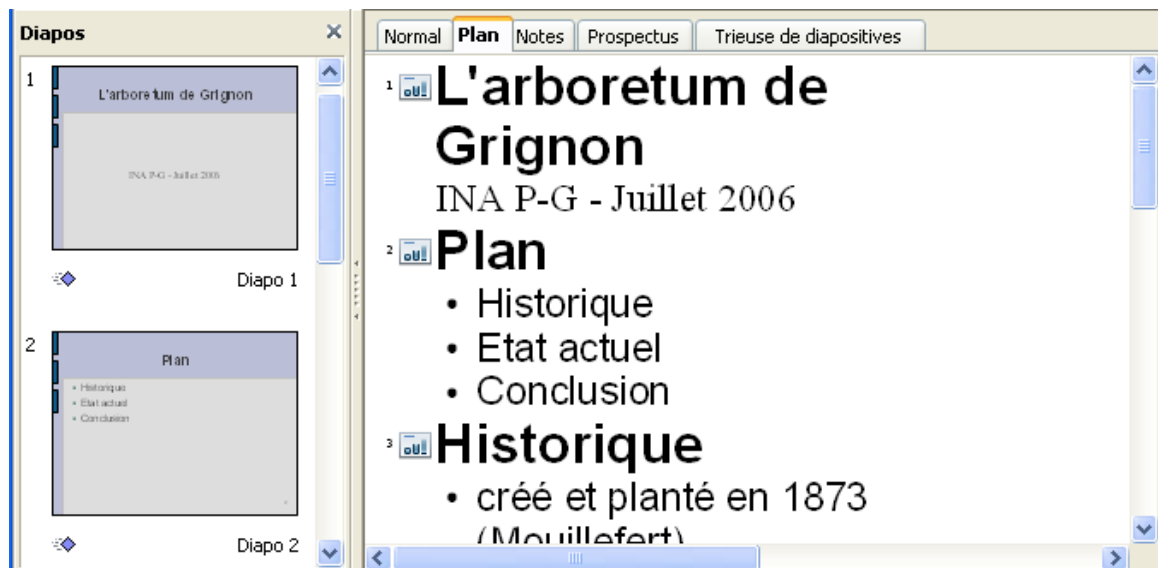 Diapos
1
L'arboretum de Grignon
INA P-G - Juillet 2006
Diapo 1
2
Plan
• Historique
• Etat actuel
• Conclusion
Diapo 2
Normal Plan Notes Prospectus Trieuse de diapositives
1 L'arboretum de
Grignon
INA P-G - Juillet 2006
2 Plan
• Historique
• Etat actuel
• Conclusion
3 Historique
• créé et planté en 1873
(Mouillefert)